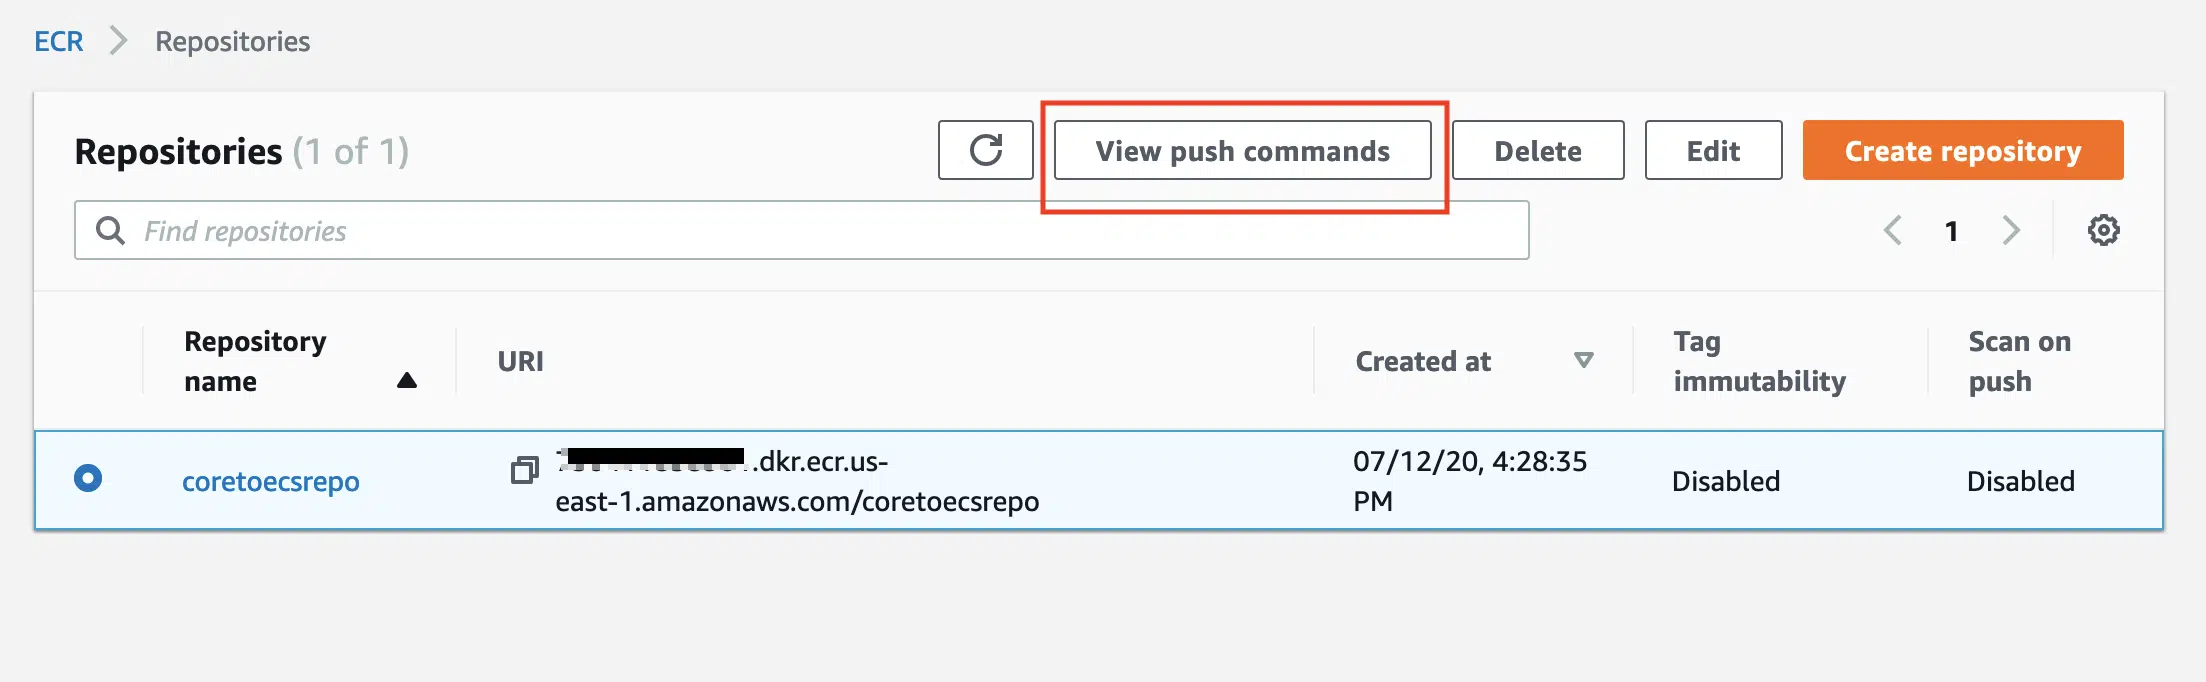 ECR > Repositories
Repositories (1 of 1)
View push commands
Delete
Edit
Create repository
Find repositories
1
Repository
name
URI
Created at
Tag
immutability
Scan on
push
coretoecsrepo
.dkr.ecr.us-
east-1.amazonaws.com/coretoecsrepo
07/12/20, 4:28:35
PM
Disabled
Disabled